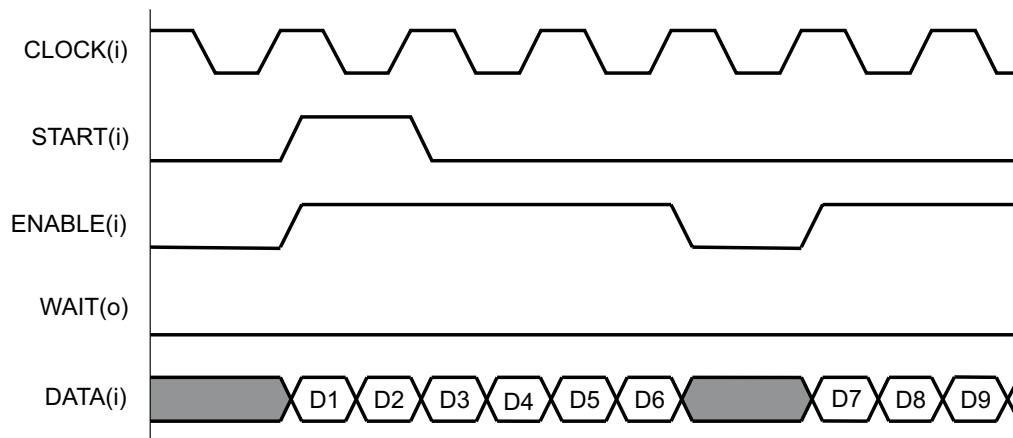 CLOCK(i)
START(i)
ENABLE(i)
WAIT(o)
DATA(i) D1 D2 D3 D4 D5 D6 D7 D8 D9